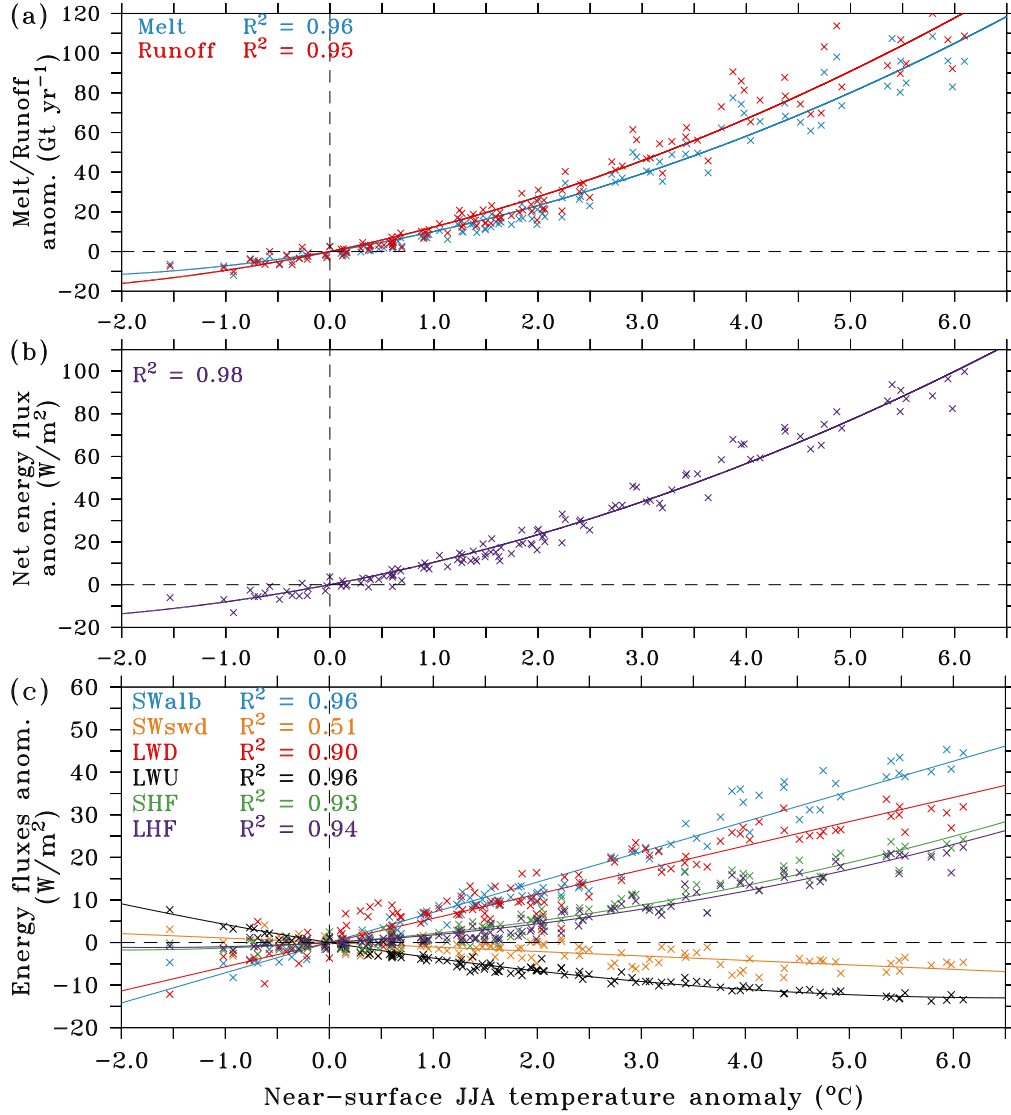 (a)
Melt R² = 0.96
Runoff R² = 0.95
Melt/Runoff
anom. (Gt yr⁻¹)
120
100
80
60
40
20
0
−20
−2.0 −1.0 0.0 1.0 2.0 3.0 4.0 5.0 6.0
(b)
R² = 0.98
Net energy flux
anom. (W/m²)
100
80
60
40
20
0
−20
−2.0 −1.0 0.0 1.0 2.0 3.0 4.0 5.0 6.0
(c)
SWalb R² = 0.96
SWswd R² = 0.51
LWD R² = 0.90
LWU R² = 0.96
SHF R² = 0.93
LHF R² = 0.94
Energy fluxes anom.
(W/m²)
60
50
40
30
20
10
0
−10
−20
−2.0 −1.0 0.0 1.0 2.0 3.0 4.0 5.0 6.0
Near−surface JJA temperature anomaly (°C)